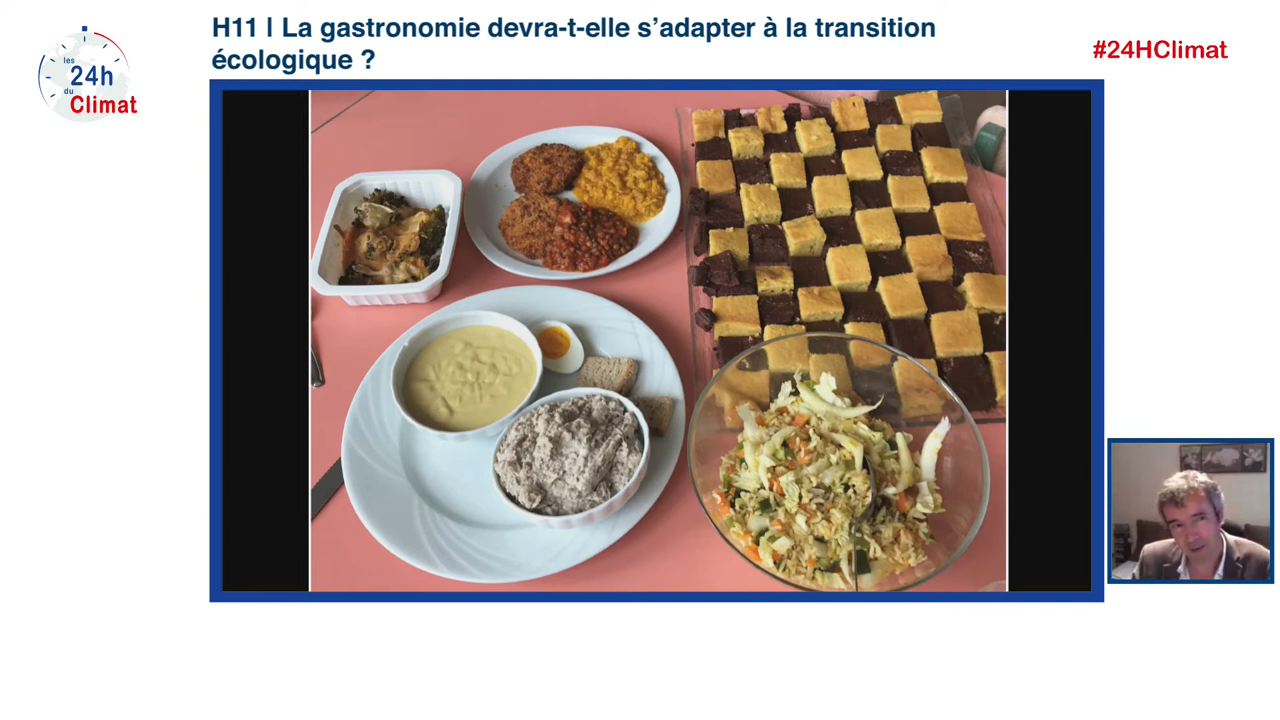 H11 | La gastronomie devra-t-elle s’adapter à la transition
écologique ?
#24HClimat
les
24h
du
Climat